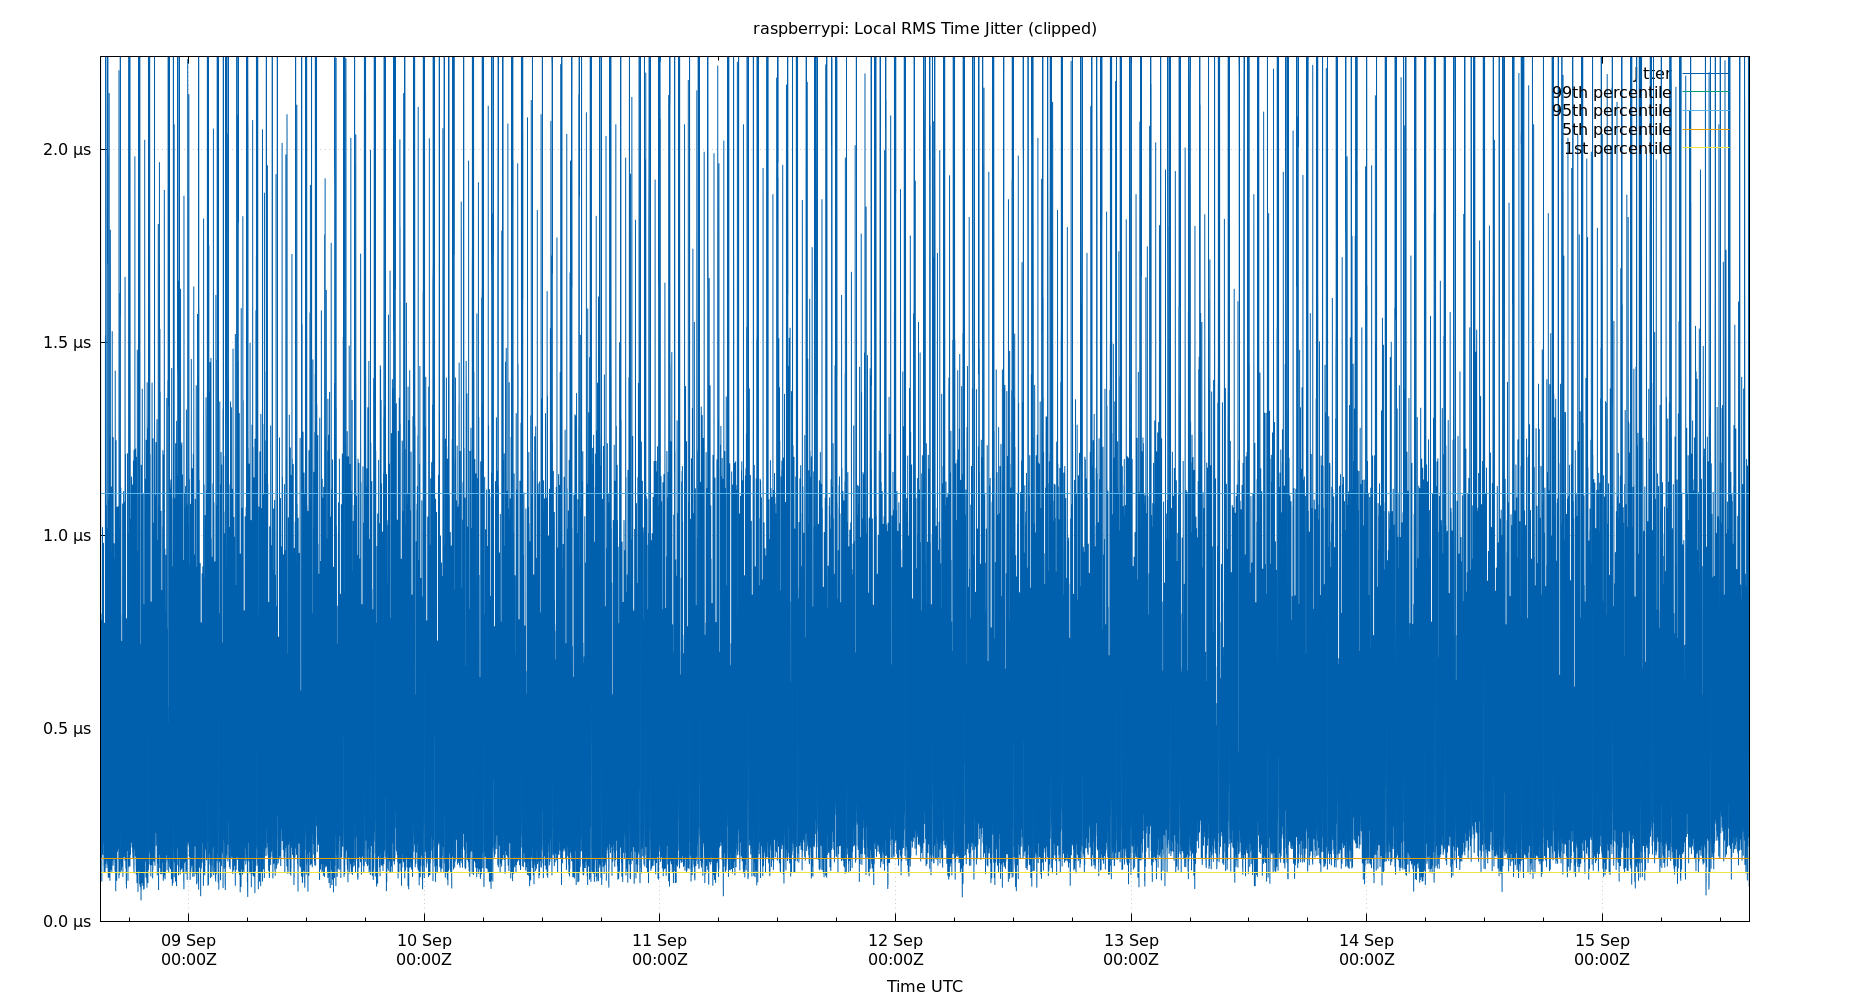 raspberrypi: Local RMS Time Jitter (clipped)
jitter
99th percentile
95th percentile
5th percentile
1st percentile
2.0 µs
1.5 µs
1.0 µs
0.5 µs
0.0 µs
09 Sep 10 Sep 11 Sep 12 Sep 13 Sep 14 Sep 15 Sep
00:00Z 00:00Z 00:00Z 00:00Z 00:00Z 00:00Z 00:00Z
Time UTC